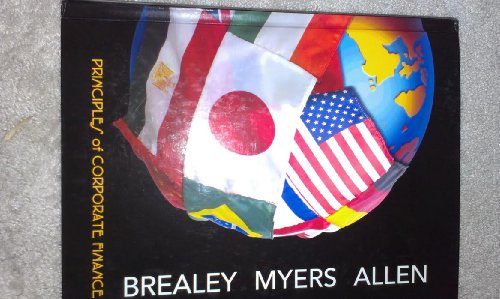 PRINCIPLES of CORPORATE FINANCE
BREALEY MYERS ALLEN